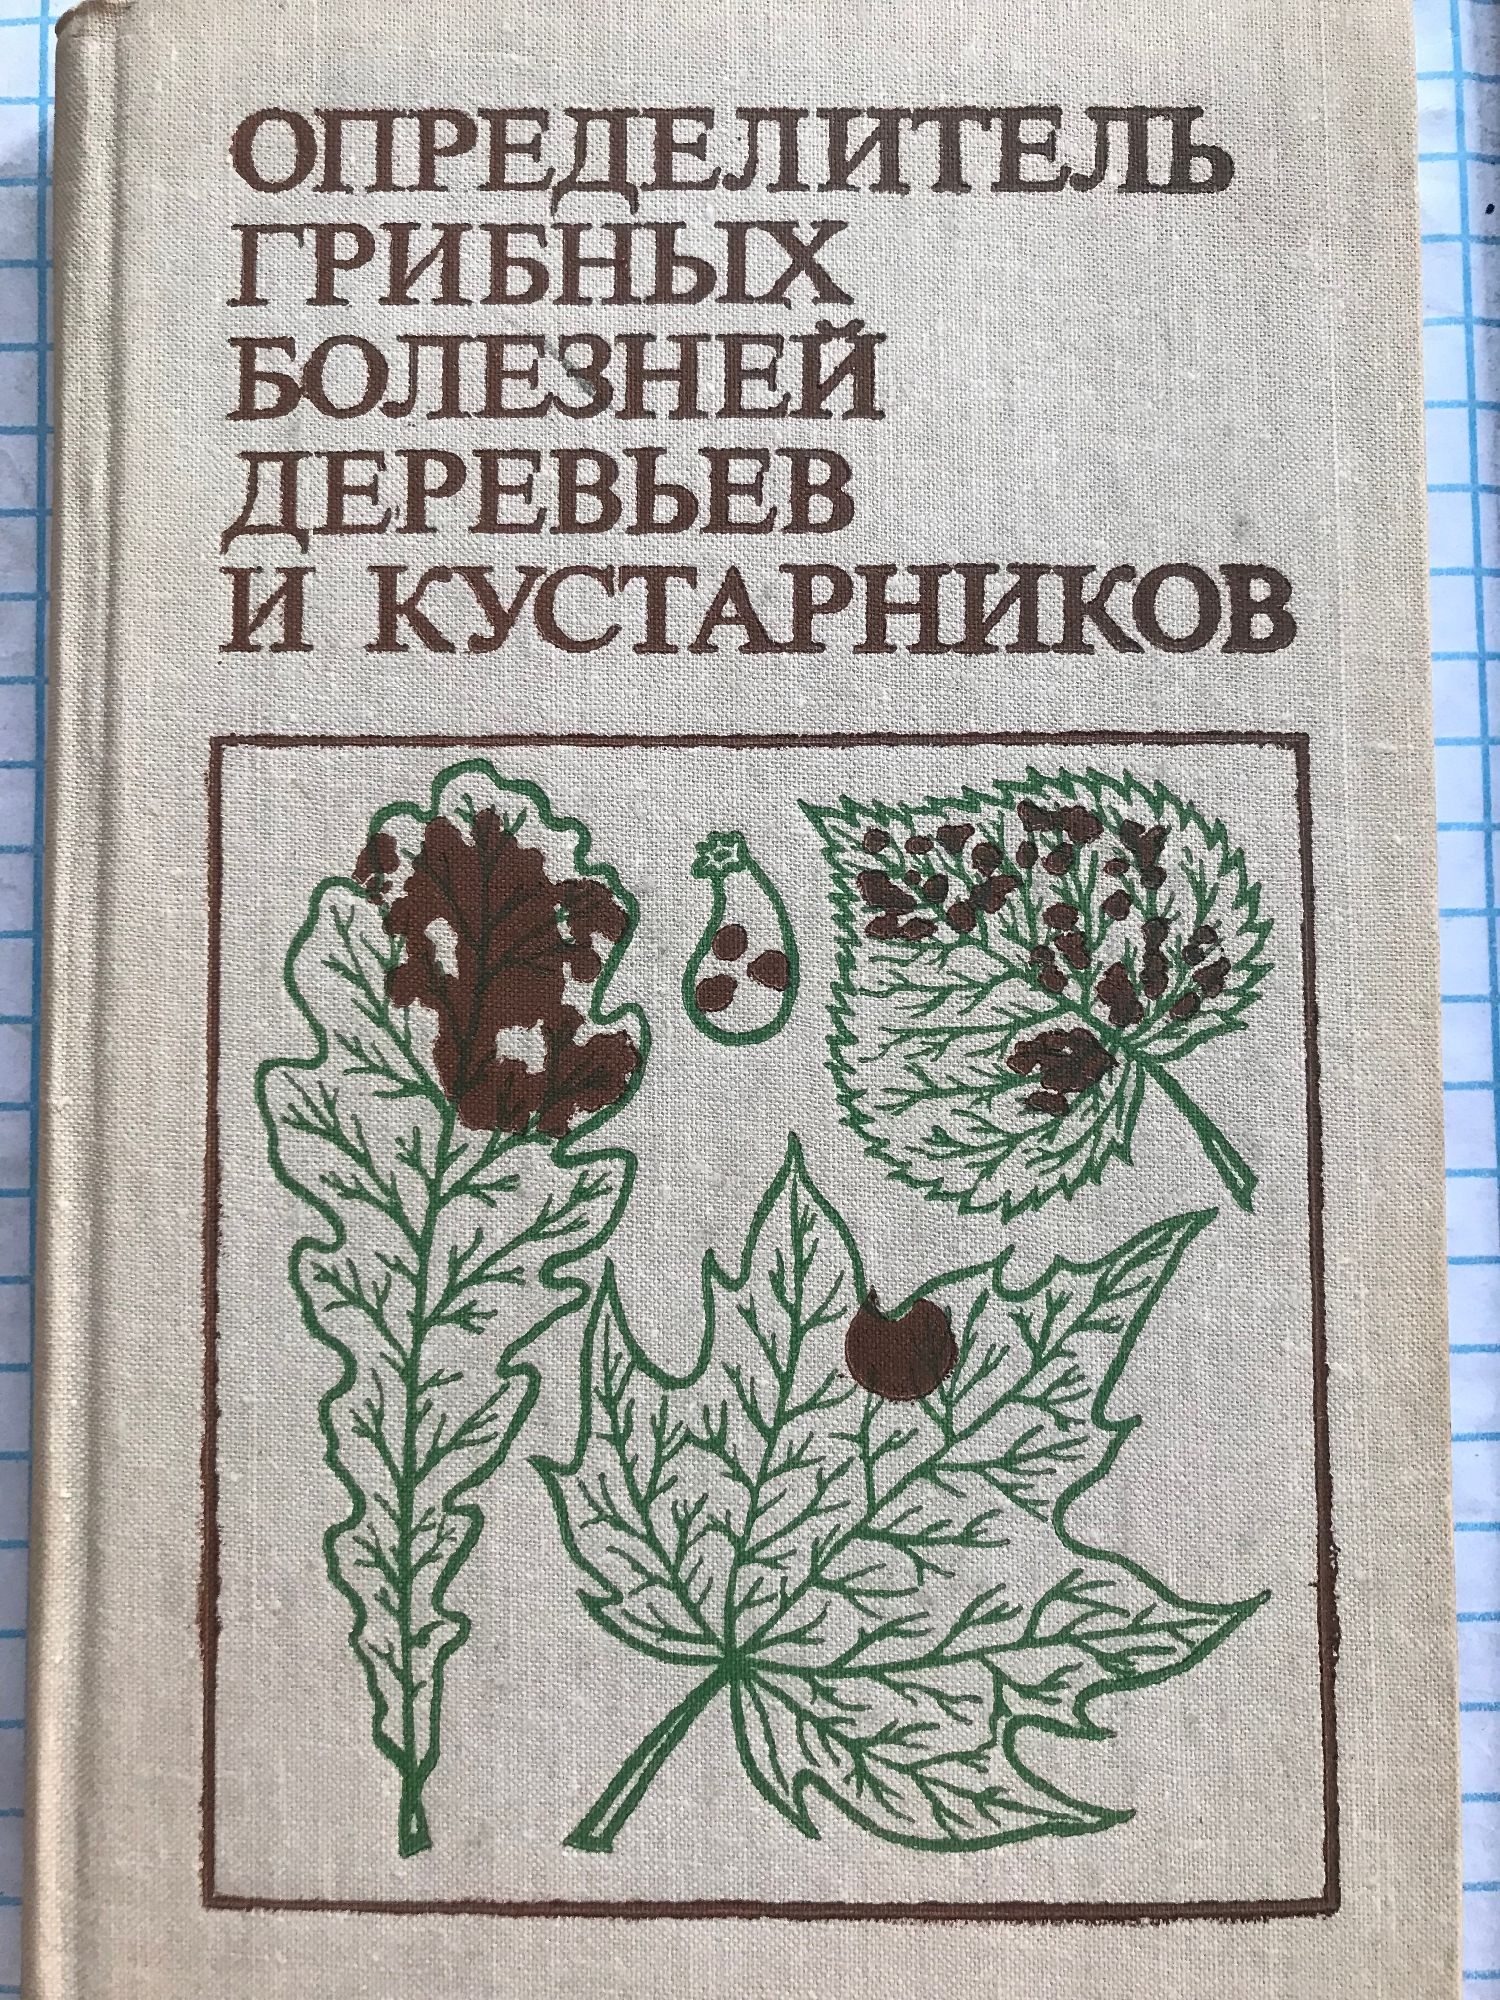 ОПРЕДЕЛИТЕЛЬ
ГРИБНЫХ
БОЛЕЗНЕЙ
ДЕРЕВЬЕВ
И КУСТАРНИКОВ